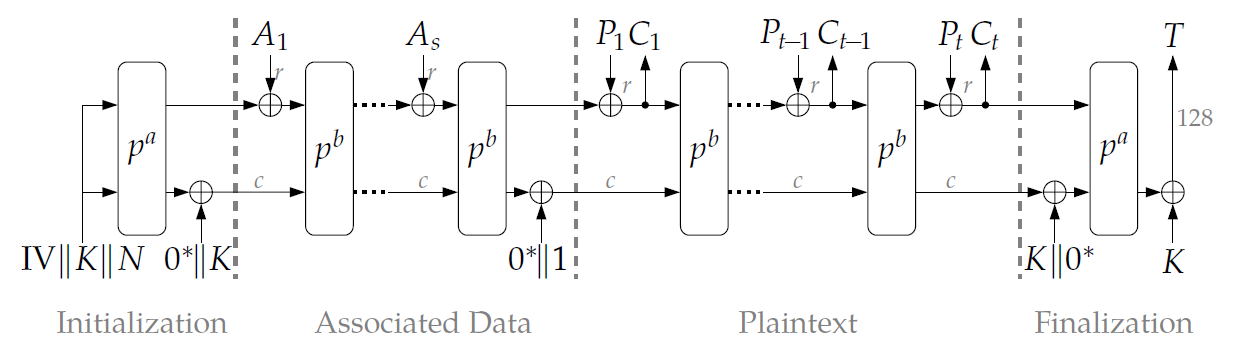 A₁ Aₛ P₁ C₁ Pₜ₋₁ Cₜ₋₁ Pₜ Cₜ T
r r r r r
128
pᵃ pᵇ pᵇ pᵇ pᵇ pᵃ
c c c c c
IV‖K‖N 0*‖K 0*‖1 K‖0* K
Initialization Associated Data Plaintext Finalization